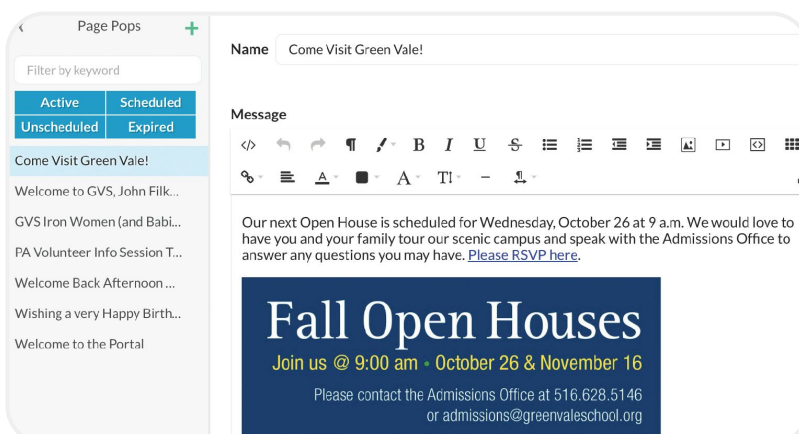 Page Pops
Filter by keyword
Active Scheduled
Unscheduled Expired
Come Visit Green Vale!
Welcome to GVS, John Filk...
GVS Iron Women (and Babi...
PA Volunteer Info Session T...
Welcome Back Afternoon ...
Wishing a very Happy Birth...
Welcome to the Portal
Name Come Visit Green Vale!
Message
Our next Open House is scheduled for Wednesday, October 26 at 9 a.m. We would love to
have you and your family tour our scenic campus and speak with the Admissions Office to
answer any questions you may have. Please RSVP here.
Fall Open Houses
Join us @ 9:00 am • October 26 & November 16
Please contact the Admissions Office at 516.628.5146
or admissions@greenvaleschool.org